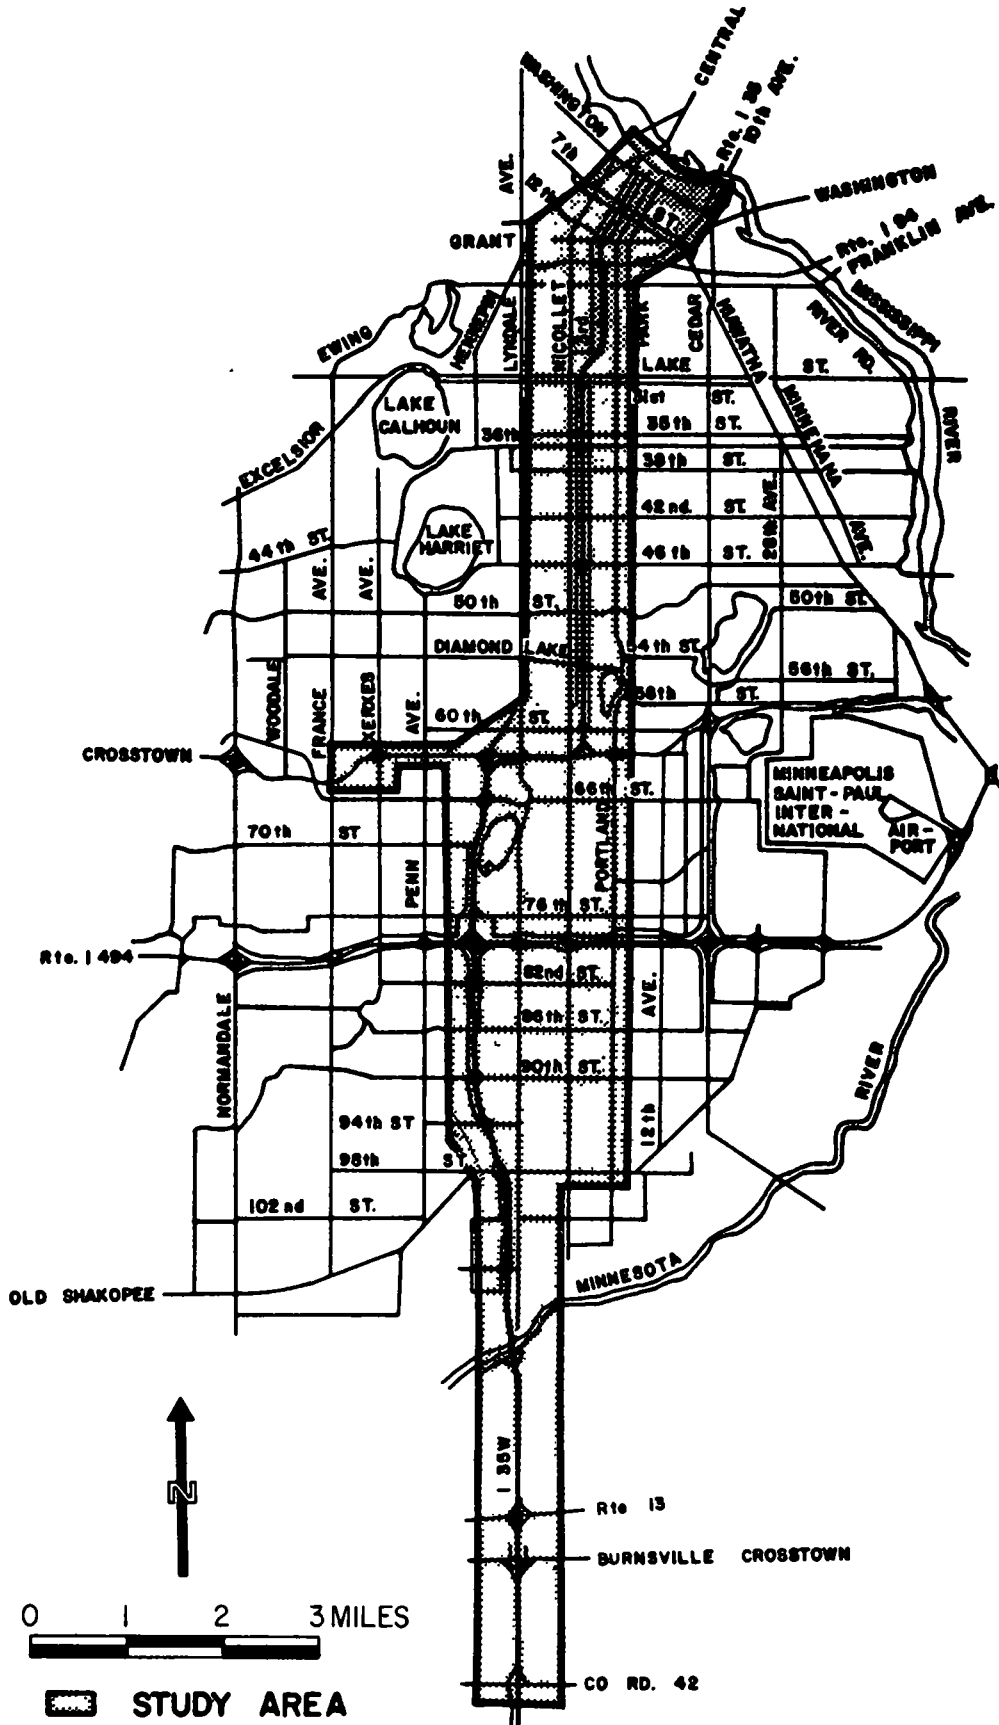 CENTRAL
WASHINGTON
Rte. I 35
10th AVE.
7th
12th
AVE.
ST.
WASHINGTON
GRANT
Rte. I 94
FRANKLIN AVE.
MISSISSIPPI
RIVER
RIVER RD.
EWING
HENNEPIN
LYNDALE
NICOLLET
3rd
PARK
CEDAR
HIAWATHA
LAKE ST.
MINNEHAHA AVE.
LAKE
CALHOUN
31st ST.
EXCELSIOR
36th
35th ST.
38th ST.
42nd. ST.
28th AVE.
LAKE
HARRIET
44th ST.
46th ST.
AVE.
AVE.
50th ST.
50th ST.
DIAMOND LAKE
54th ST.
56th ST.
58th ST.
WOODALE
FRANCE
XERXES
AVE.
60th ST.
CROSSTOWN
66th ST.
MINNEAPOLIS
SAINT-PAUL
INTER-
NATIONAL
AIR-
PORT
70th ST
PORTLAND
PENN
76th ST.
Rte. I 494
82nd ST.
AVE.
86th ST.
NORMANDALE
90th ST.
RIVER
94th ST
12th
98th ST.
102nd ST.
MINNESOTA
OLD SHAKOPEE
I 35W
N
Rte 13
BURNSVILLE CROSSTOWN
0 1 2 3 MILES
CO RD. 42
STUDY AREA